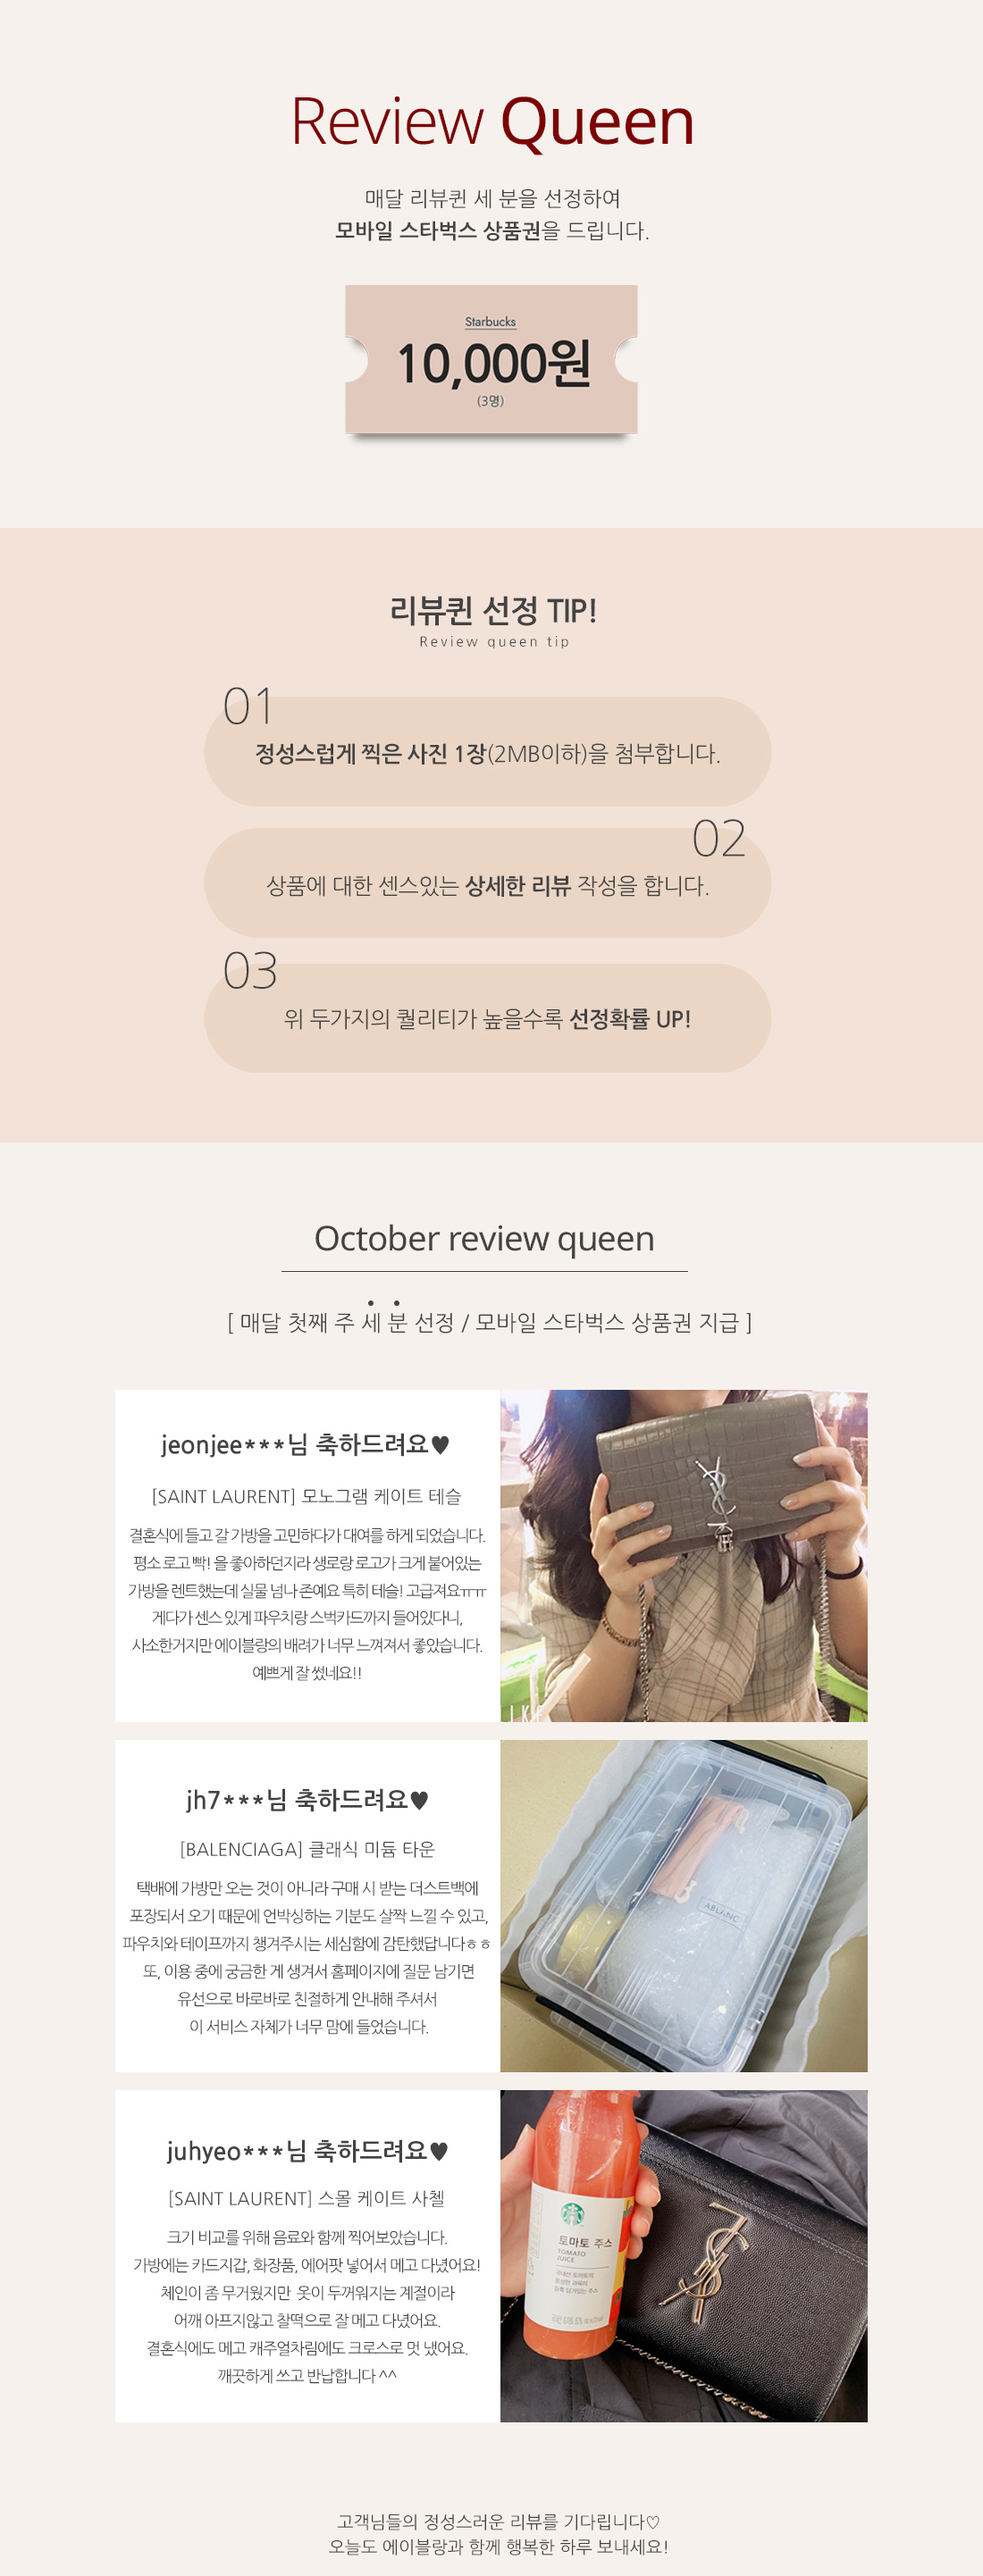 Review Queen
매달 리뷰퀸 세 분을 선정하여
모바일 스타벅스 상품권을 드립니다.
Starbucks
10,000원
(3명)
리뷰퀸 선정 TIP!
Review queen tip
01
정성스럽게 찍은 사진 1장(2MB이하)을 첨부합니다.
02
상품에 대한 센스있는 상세한 리뷰 작성을 합니다.
03
위 두가지의 퀄리티가 높을수록 선정확률 UP!
October review queen
[ 매달 첫째 주 세 분 선정 / 모바일 스타벅스 상품권 지급 ]
jeonjee***님 축하드려요♥
[SAINT LAURENT] 모노그램 케이트 테슬
결혼식에 들고 갈 가방을 고민하다가 대여를 하게 되었습니다.
평소 로고 빡! 을 좋아하던지라 생로랑 로고가 크게 붙어있는
가방을 렌트했는데 실물 넘나 존예요 특히 테슬! 고급져요ㅠㅠ
게다가 센스 있게 파우치랑 스벅카드까지 들어있다니,
사소한거지만 에이블랑의 배려가 너무 느껴져서 좋았습니다.
예쁘게 잘 썼네요!!
jh7***님 축하드려요♥
[BALENCIAGA] 클래식 미듐 타운
택배에 가방만 오는 것이 아니라 구매 시 받는 더스트백에
포장되서 오기 때문에 언박싱하는 기분도 살짝 느낄 수 있고,
파우치와 테이프까지 챙겨주시는 세심함에 감탄했답니다ㅎㅎ
또, 이용 중에 궁금한 게 생겨서 홈페이지에 질문 남기면
유선으로 바로바로 친절하게 안내해 주셔서
이 서비스 자체가 너무 맘에 들었습니다.
ABLANC
juhyeo***님 축하드려요♥
[SAINT LAURENT] 스몰 케이트 사첼
크기 비교를 위해 음료와 함께 찍어보았습니다.
가방에는 카드지갑, 화장품, 에어팟 넣어서 메고 다녔어요!
체인이 좀 무거웠지만 옷이 두꺼워지는 계절이라
어깨 아프지않고 찰떡으로 잘 메고 다녔어요.
결혼식에도 메고 캐주얼차림에도 크로스로 멋 냈어요.
깨끗하게 쓰고 반납합니다 ^^
토마토 주스
TOMATO
JUICE
고객님들의 정성스러운 리뷰를 기다립니다♡
오늘도 에이블랑과 함께 행복한 하루 보내세요!